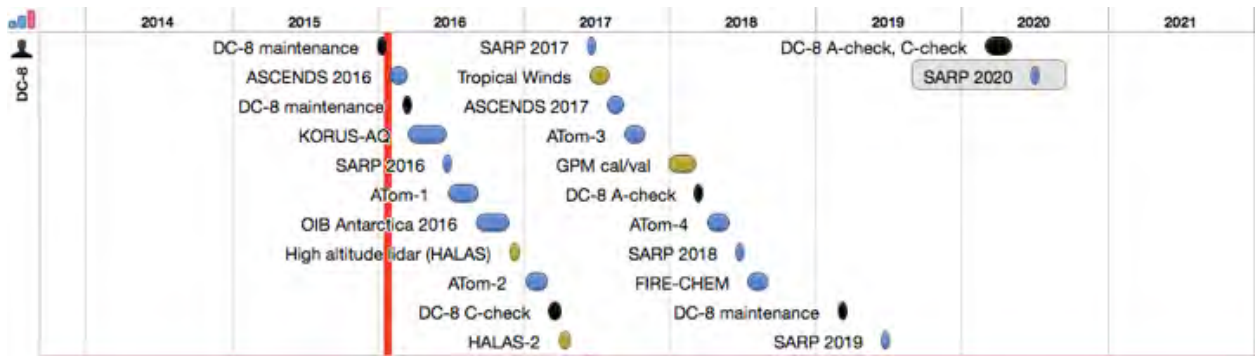 2014 2015 2016 2017 2018 2019 2020 2021
DC-8
DC-8 maintenance SARP 2017 DC-8 A-check, C-check
ASCENDS 2016 Tropical Winds SARP 2020
DC-8 maintenance ASCENDS 2017
KORUS-AQ ATom-3
SARP 2016 GPM cal/val
ATom-1 DC-8 A-check
OIB Antarctica 2016 ATom-4
High altitude lidar (HALAS) SARP 2018
ATom-2 FIRE-CHEM
DC-8 C-check DC-8 maintenance
HALAS-2 SARP 2019